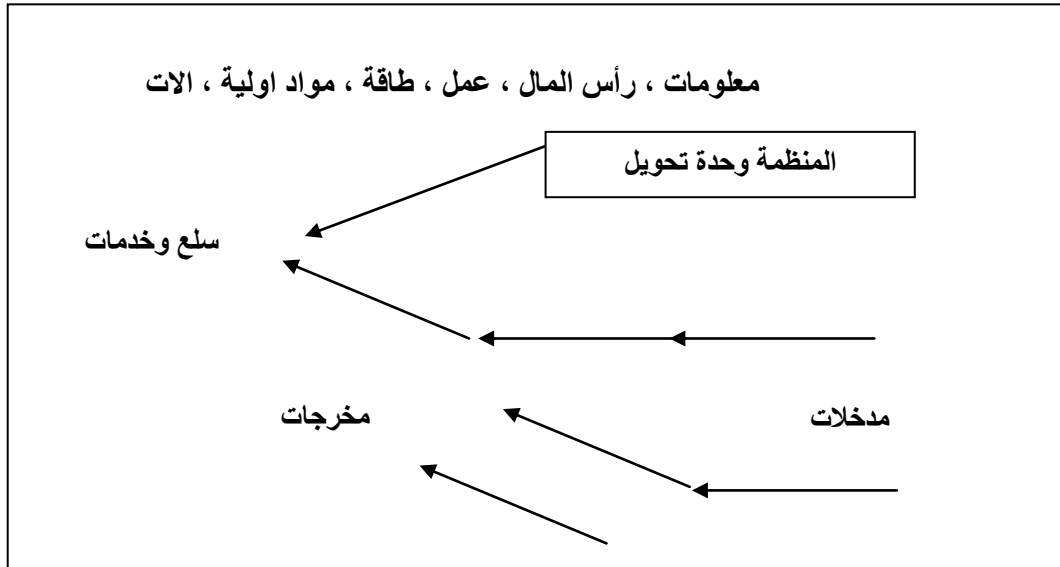 معلومات ، رأس المال ، عمل ، طاقة ، مواد اولية ، الات
المنظمة وحدة تحويل
سلع وخدمات
مدخلات
مخرجات